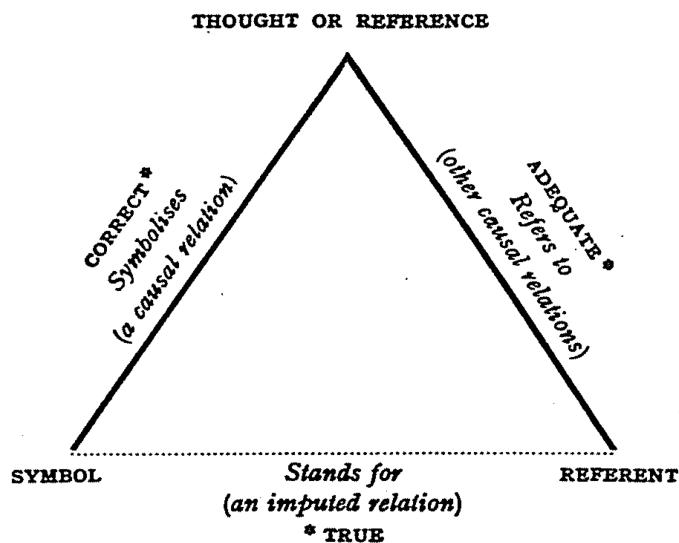 THOUGHT OR REFERENCE
CORRECT*
Symbolises
(a causal relation)
ADEQUATE*
Refers to
(other causal relations)
SYMBOL
Stands for
(an imputed relation)
* TRUE
REFERENT